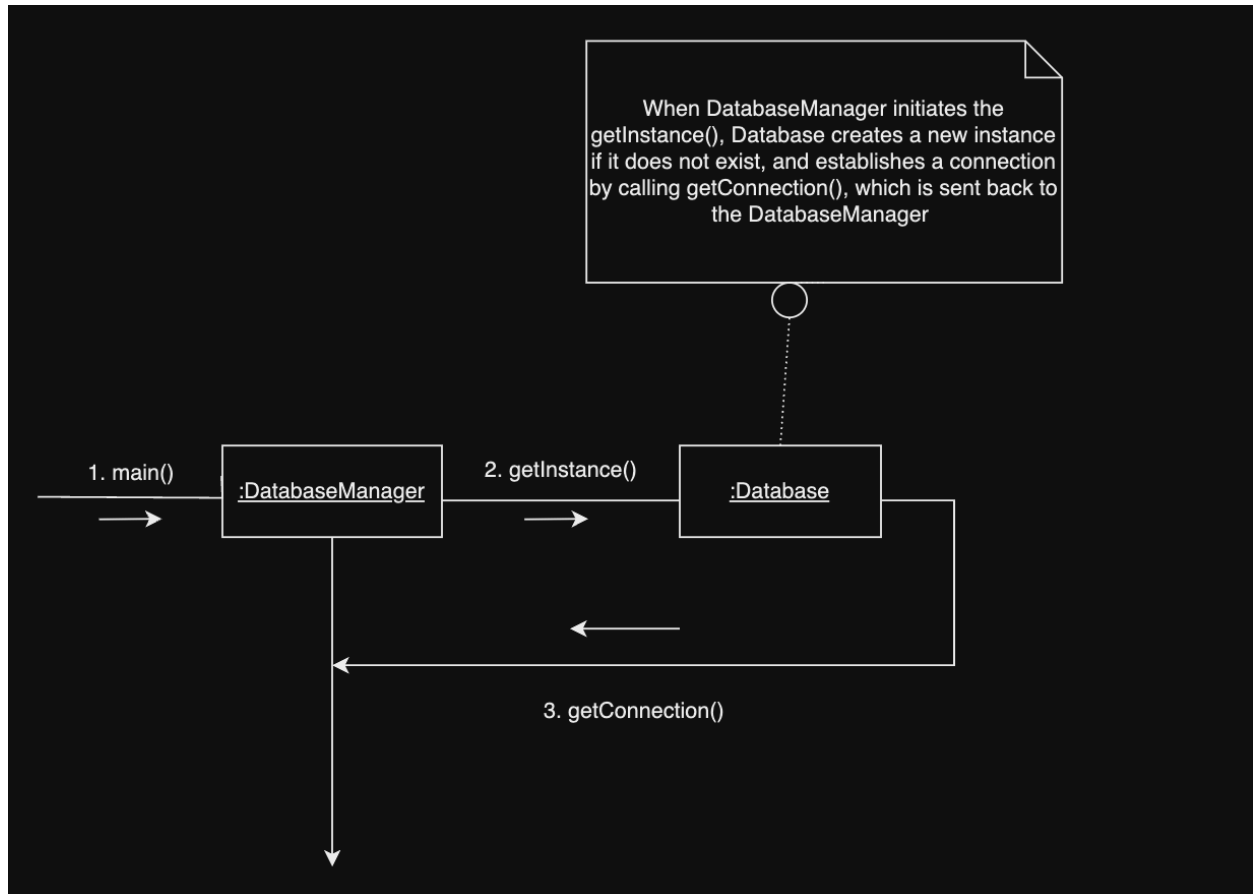 When DatabaseManager initiates the
getInstance(), Database creates a new instance
if it does not exist, and establishes a connection
by calling getConnection(), which is sent back to
the DatabaseManager
1. main()
:DatabaseManager
2. getInstance()
:Database
3. getConnection()